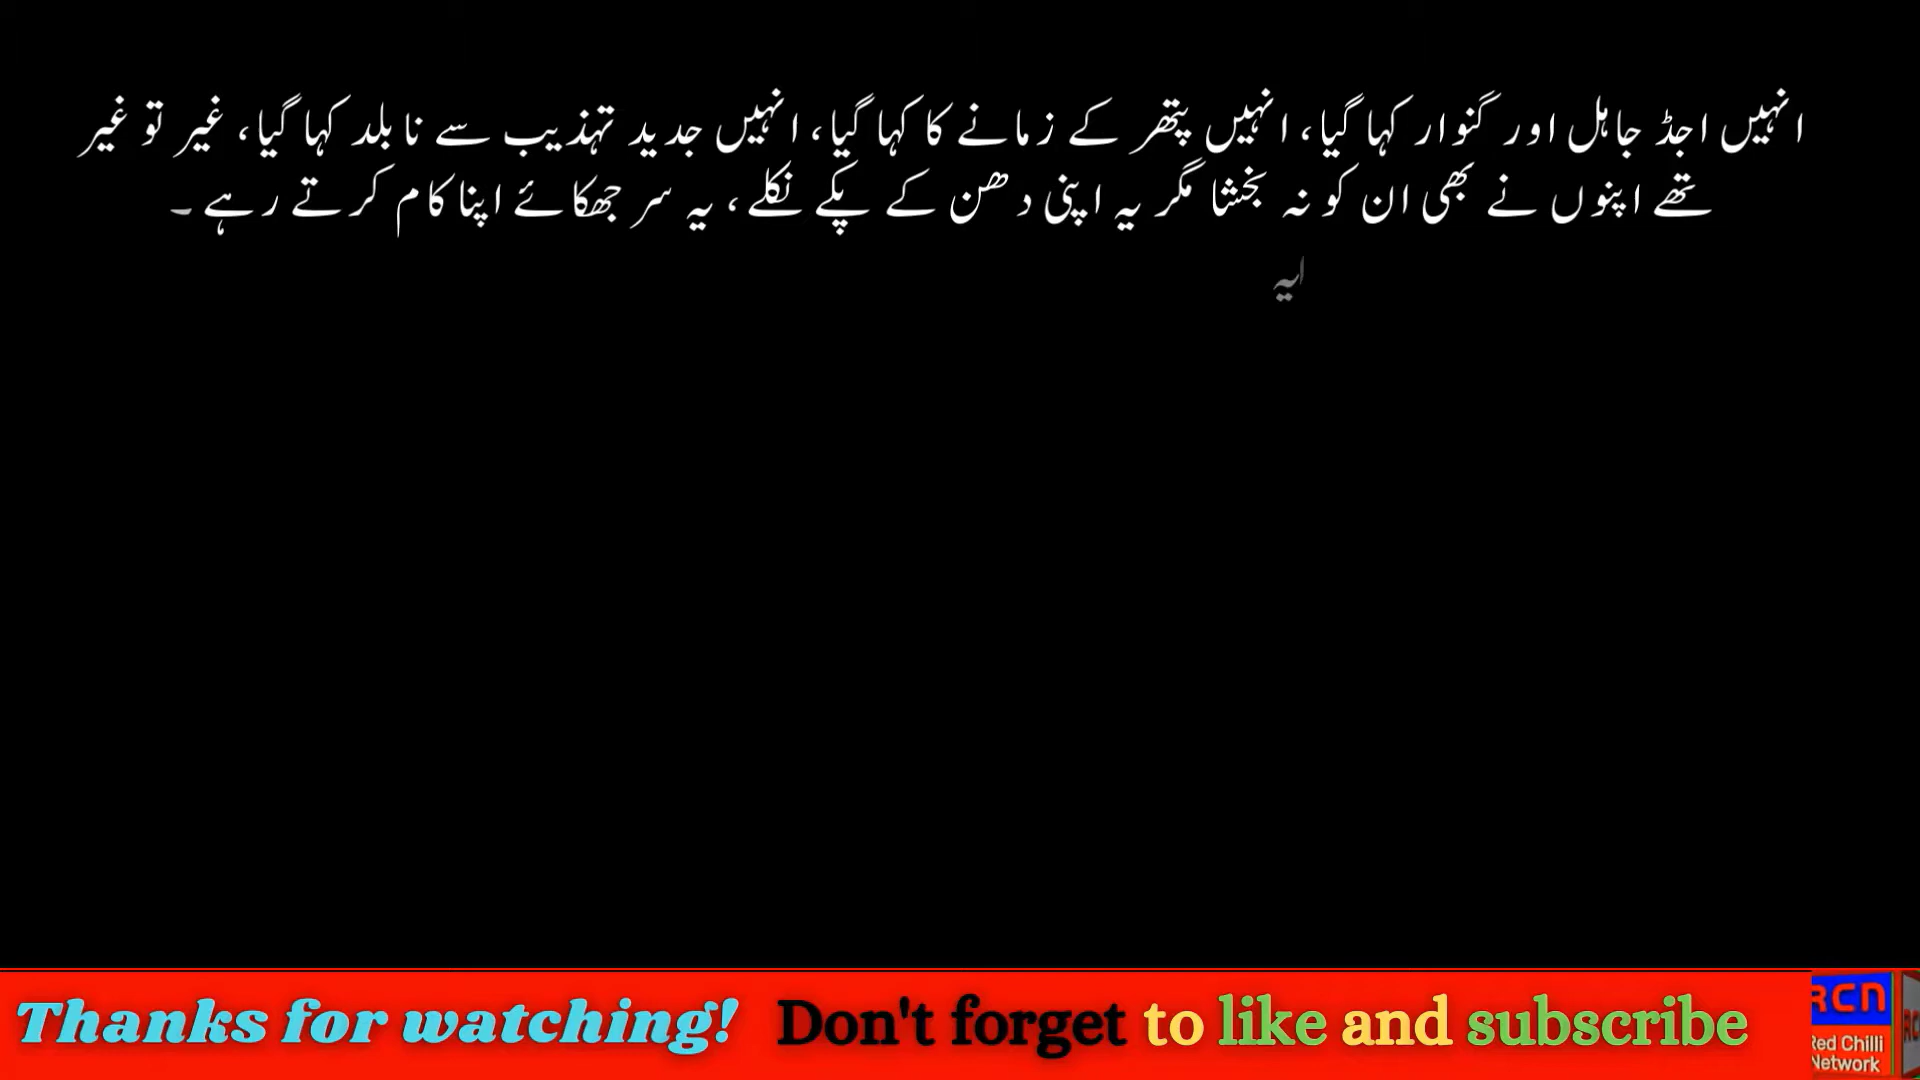 انہیں اجڈ جاہل اور گنوار کہا گیا، انہیں پتھر کے زمانے کا کہا گیا، انہیں جدید تہذیب سے نا بلد کہا گیا، غیر تو غیر
تھے اپنوں نے بھی ان کو نہ بخشا مگر یہ اپنی دھن کے پکے نکلے، یہ سر جھکائے اپنا کام کرتے رہے۔
Thanks for watching! Don't forget to like and subscribe
RCN
Red Chilli
Network